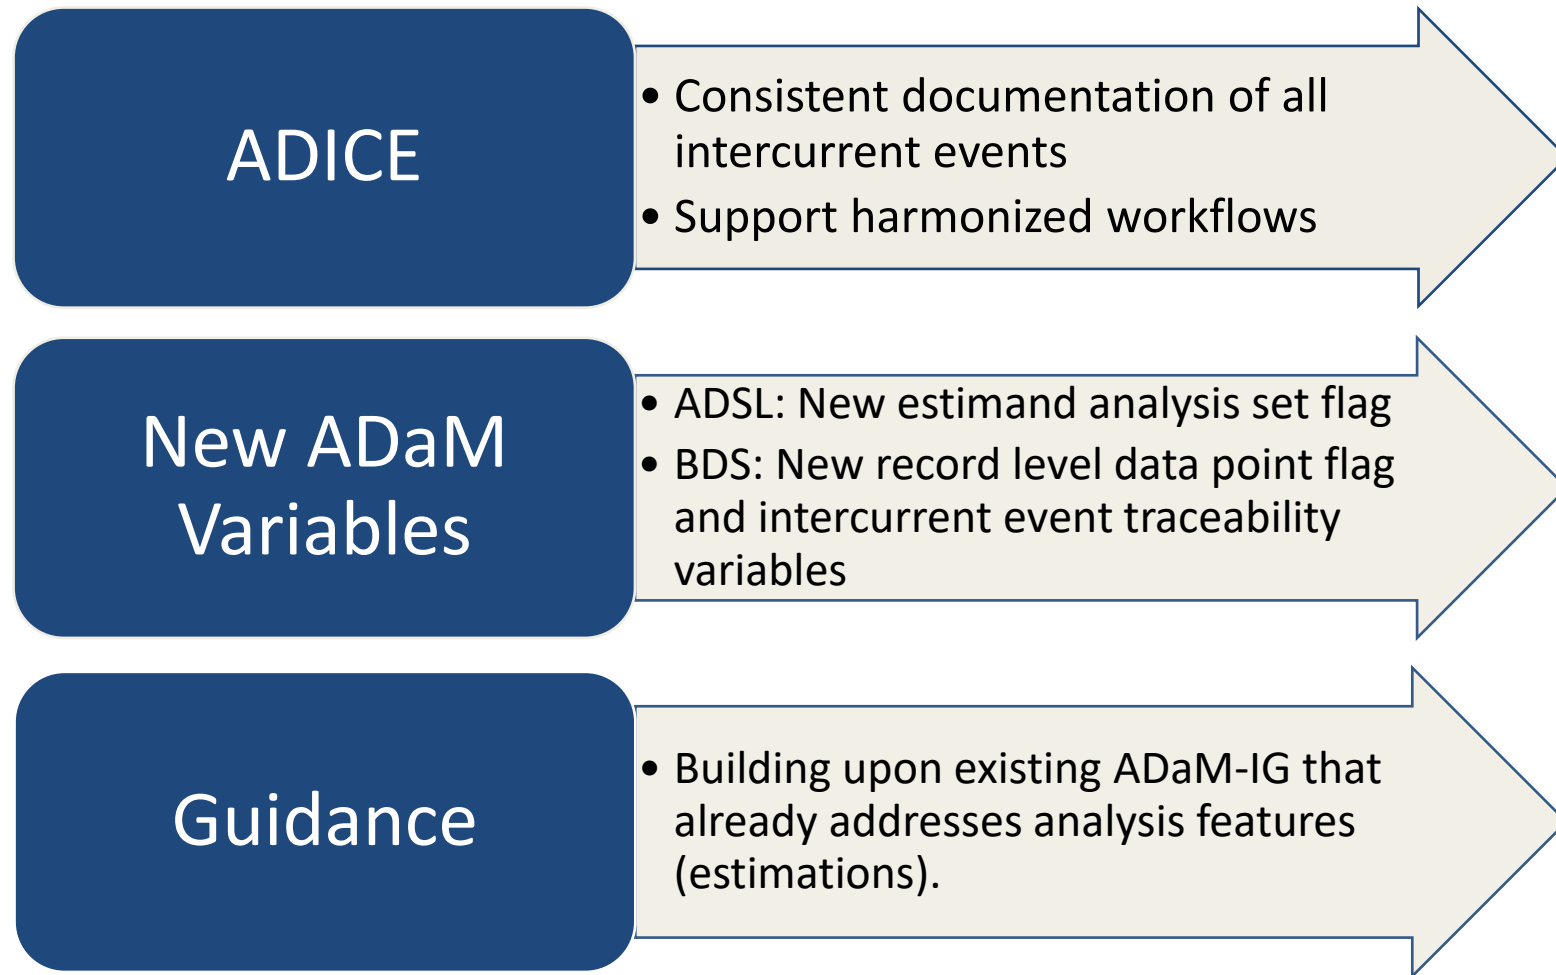 ADICE
• Consistent documentation of all
intercurrent events
• Support harmonized workflows
New ADaM
Variables
• ADSL: New estimand analysis set flag
• BDS: New record level data point flag
and intercurrent event traceability
variables
Guidance
• Building upon existing ADaM-IG that
already addresses analysis features
(estimations).